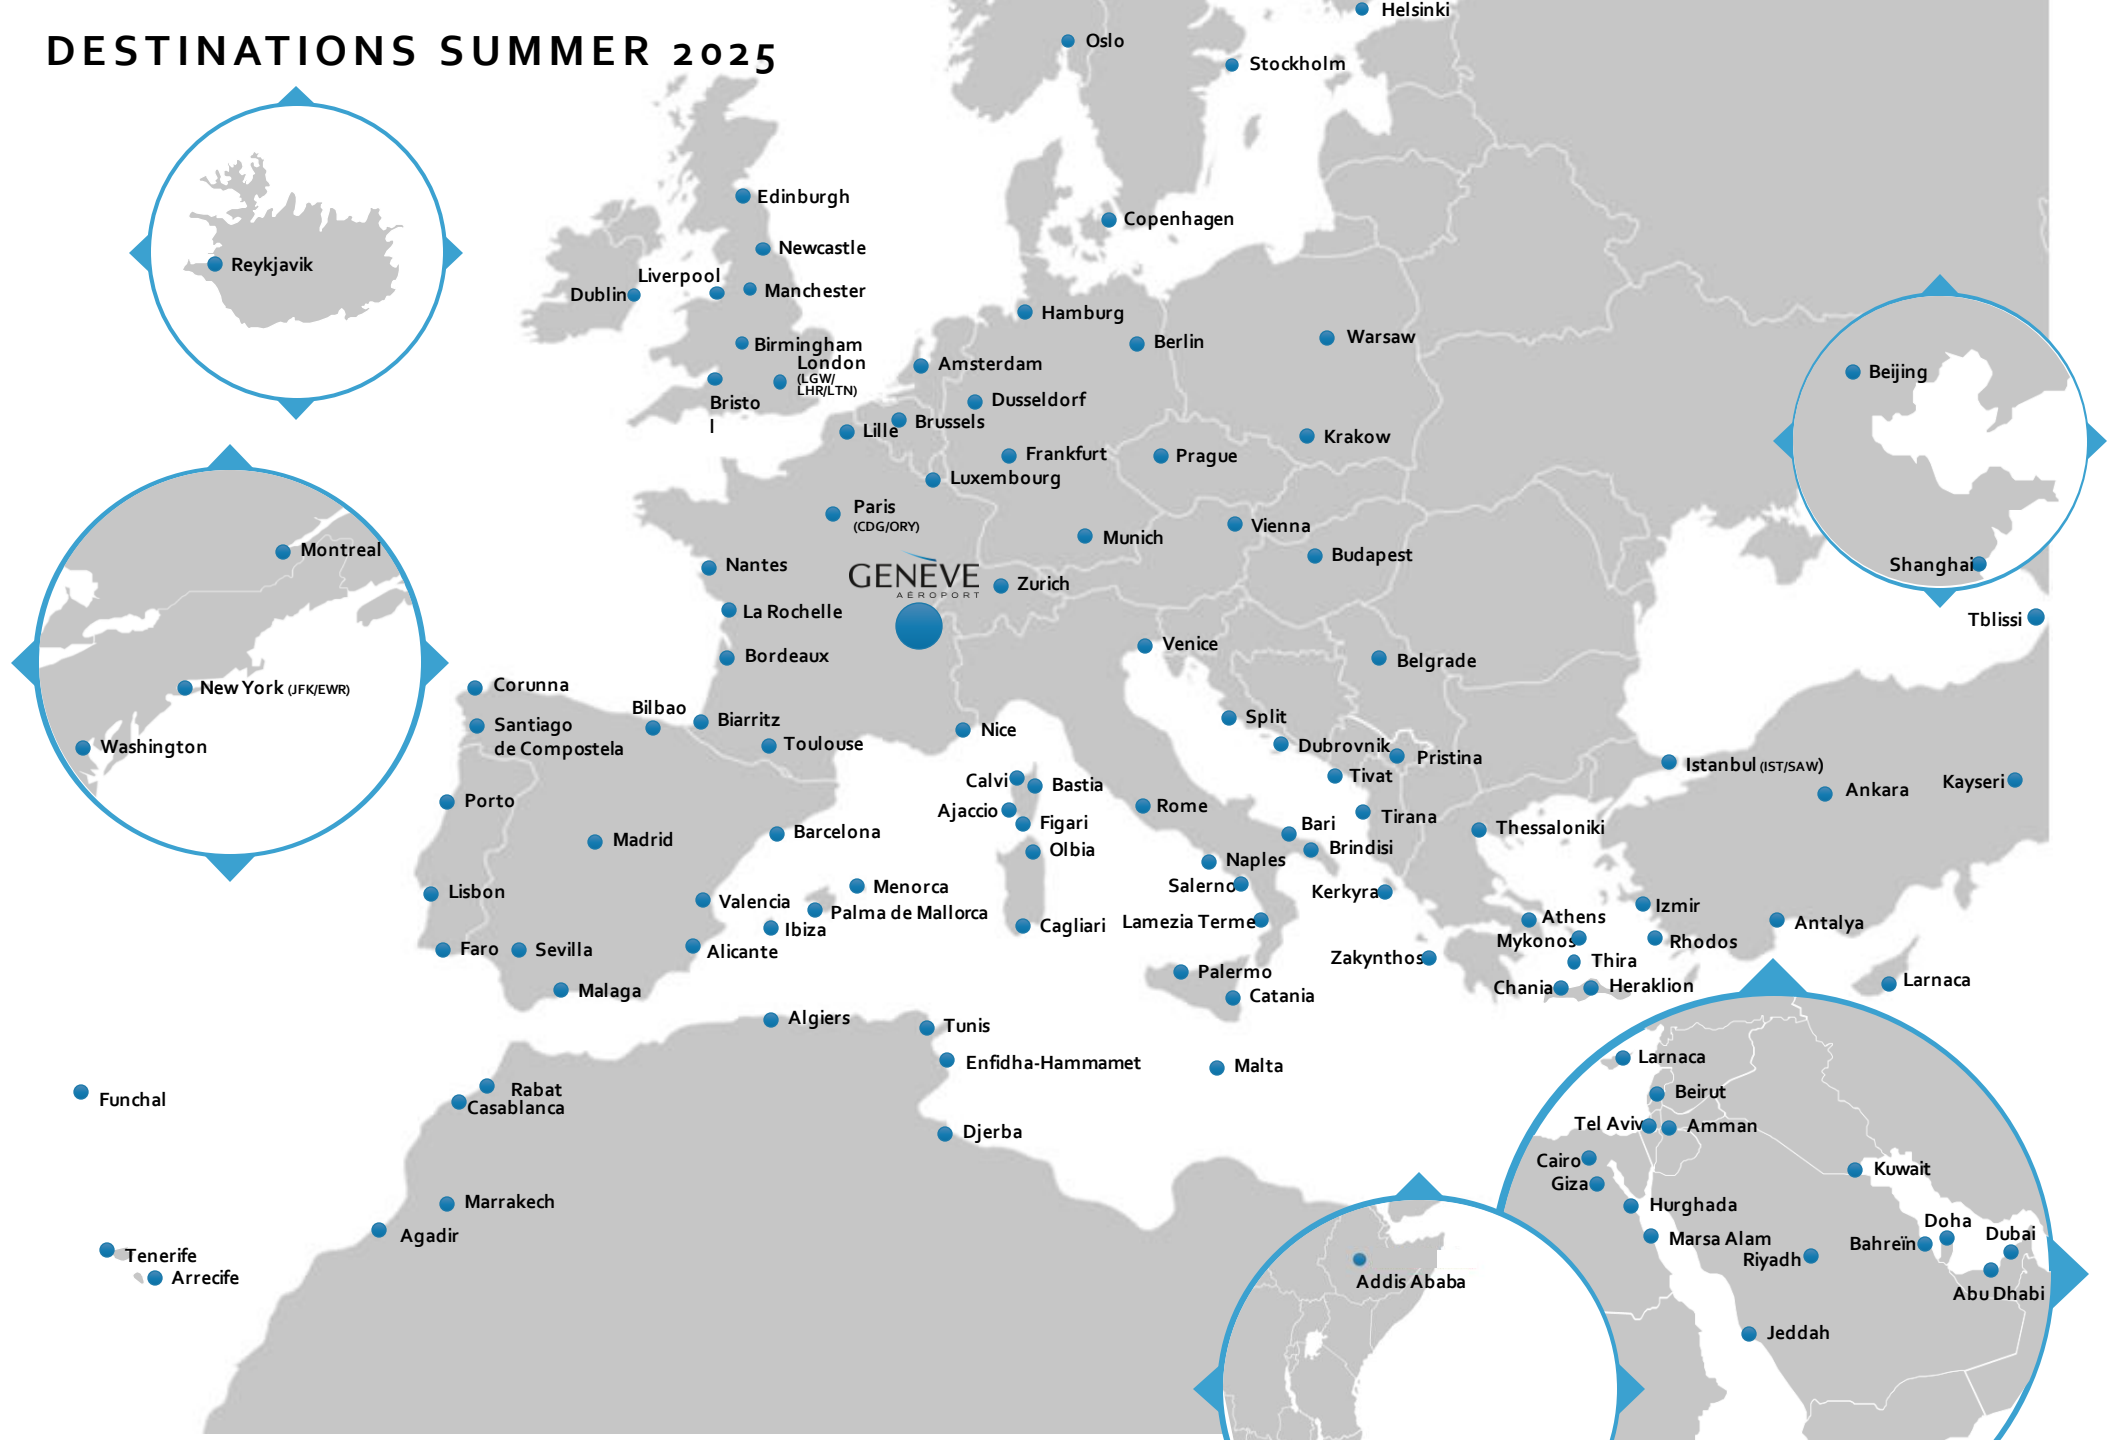 DESTINATIONS SUMMER 2025
Helsinki
Oslo
Stockholm
Edinburgh
Copenhagen
Newcastle
Reykjavik
Liverpool
Dublin
Manchester
Hamburg
Birmingham
Berlin
Warsaw
London
(LGW/
LHR/LTN)
Amsterdam
Beijing
Bristo
l
Dusseldorf
Brussels
Lille
Krakow
Frankfurt
Prague
Luxembourg
Paris
(CDG/ORY)
Vienna
Munich
Montreal
Budapest
Nantes
Shanghai
GENEVE
AÉROPORT
Zurich
La Rochelle
Tblissi
Venice
Bordeaux
Belgrade
Corunna
New York (JFK/EWR)
Bilbao
Biarritz
Split
Santiago
de Compostela
Nice
Toulouse
Dubrovnik
Washington
Pristina
Istanbul (IST/SAW)
Tivat
Calvi
Bastia
Kayseri
Ankara
Porto
Rome
Ajaccio
Figari
Tirana
Bari
Thessaloniki
Barcelona
Madrid
Olbia
Brindisi
Naples
Menorca
Salerno
Kerkyra
Lisbon
Valencia
Izmir
Palma de Mallorca
Athens
Lamezia Terme
Cagliari
Antalya
Ibiza
Mykonos
Rhodos
Faro
Sevilla
Alicante
Zakynthos
Thira
Palermo
Larnaca
Heraklion
Chania
Malaga
Catania
Algiers
Tunis
Larnaca
Enfidha-Hammamet
Malta
Rabat
Beirut
Funchal
Casablanca
Tel Aviv
Amman
Djerba
Cairo
Kuwait
Giza
Marrakech
Hurghada
Doha
Dubai
Agadir
Marsa Alam
Bahreïn
Tenerife
Riyadh
Arrecife
Addis Ababa
Abu Dhabi
Jeddah